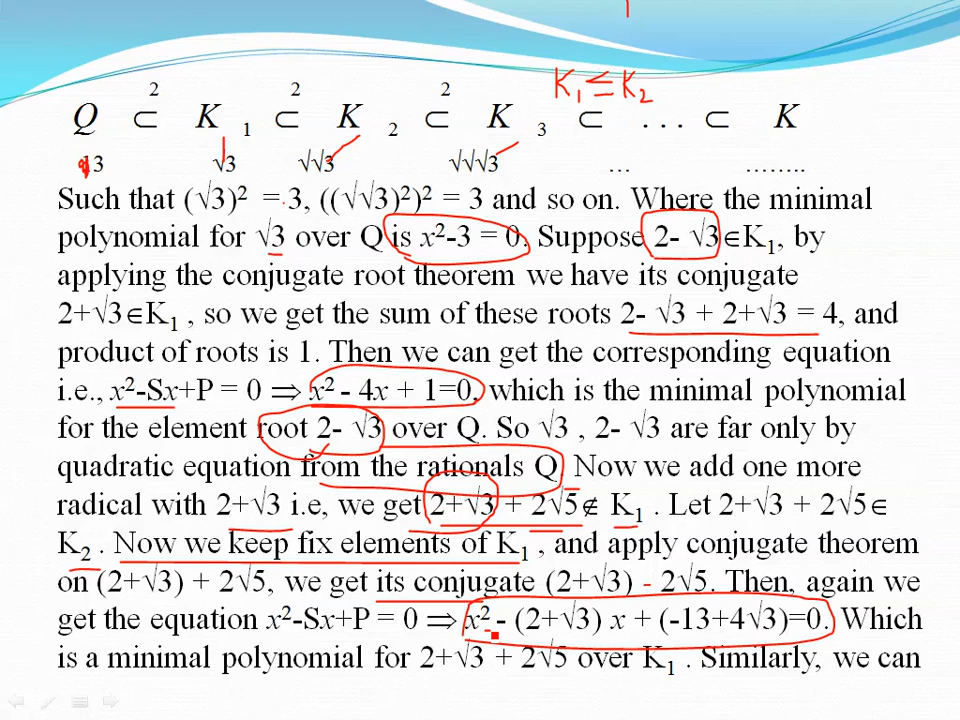 K₁ ≤ K₂
2 2 2
Q ⊂ K 1 ⊂ K 2 ⊂ K 3 ⊂ . . . ⊂ K
3 √3 √√3 √√√3 ... ........
Such that (√3)² = 3, ((√√3)²)² = 3 and so on. Where the minimal
polynomial for √3 over Q is x²-3 = 0. Suppose 2- √3∈K₁, by
applying the conjugate root theorem we have its conjugate
2+√3∈K₁ , so we get the sum of these roots 2- √3 + 2+√3 = 4, and
product of roots is 1. Then we can get the corresponding equation
i.e., x²-Sx+P = 0 ⇒ x² - 4x + 1=0, which is the minimal polynomial
for the element root 2- √3 over Q. So √3 , 2- √3 are far only by
quadratic equation from the rationals Q. Now we add one more
radical with 2+√3 i.e, we get 2+√3 + 2√5∉ K₁ . Let 2+√3 + 2√5∈
K₂ . Now we keep fix elements of K₁ , and apply conjugate theorem
on (2+√3) + 2√5, we get its conjugate (2+√3) - 2√5. Then, again we
get the equation x²-Sx+P = 0 ⇒ x² - (2+√3) x + (-13+4√3)=0. Which
is a minimal polynomial for 2+√3 + 2√5 over K₁ . Similarly, we can